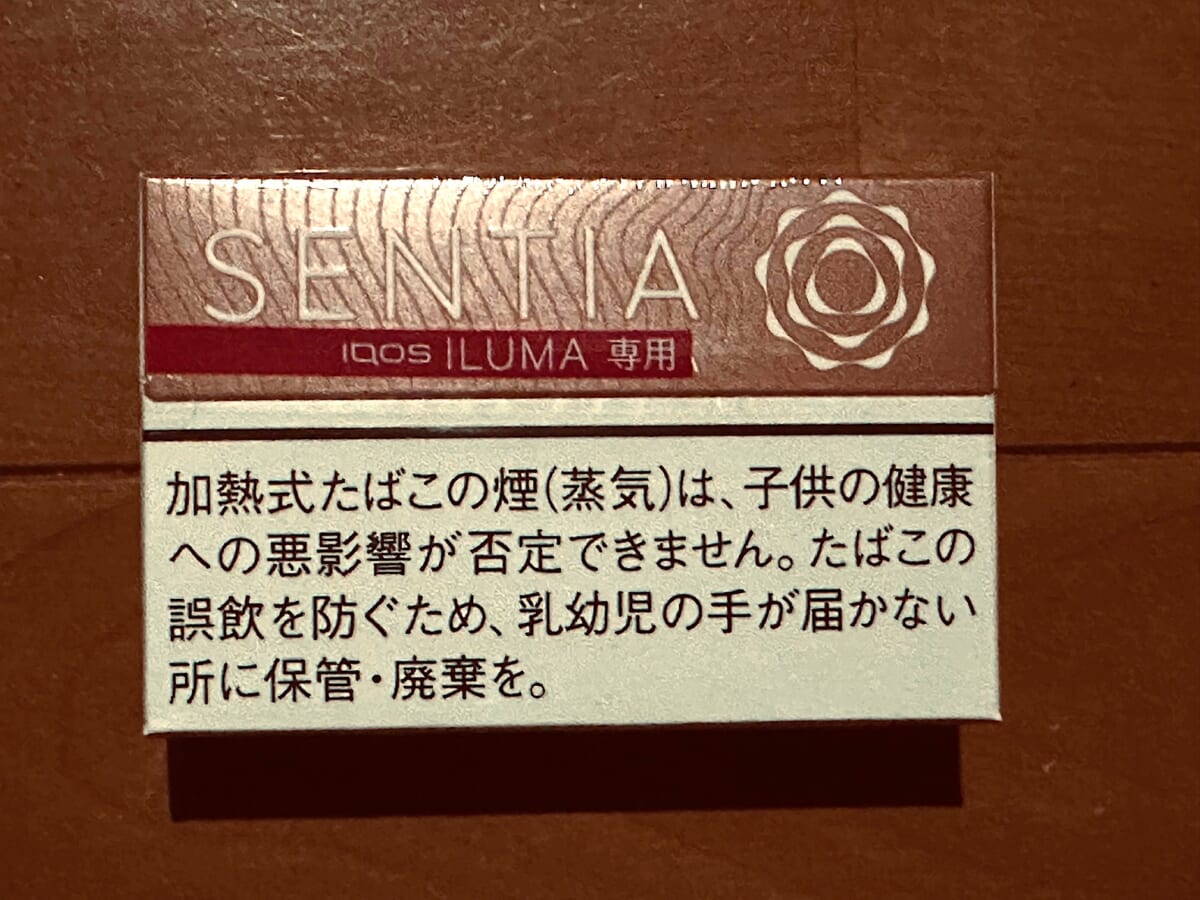 SENTIA
IQOS ILUMA 専用
加熱式たばこの煙(蒸気)は、子供の健康
への悪影響が否定できません。たばこの
誤飲を防ぐため、乳幼児の手が届かない
所に保管・廃棄を。